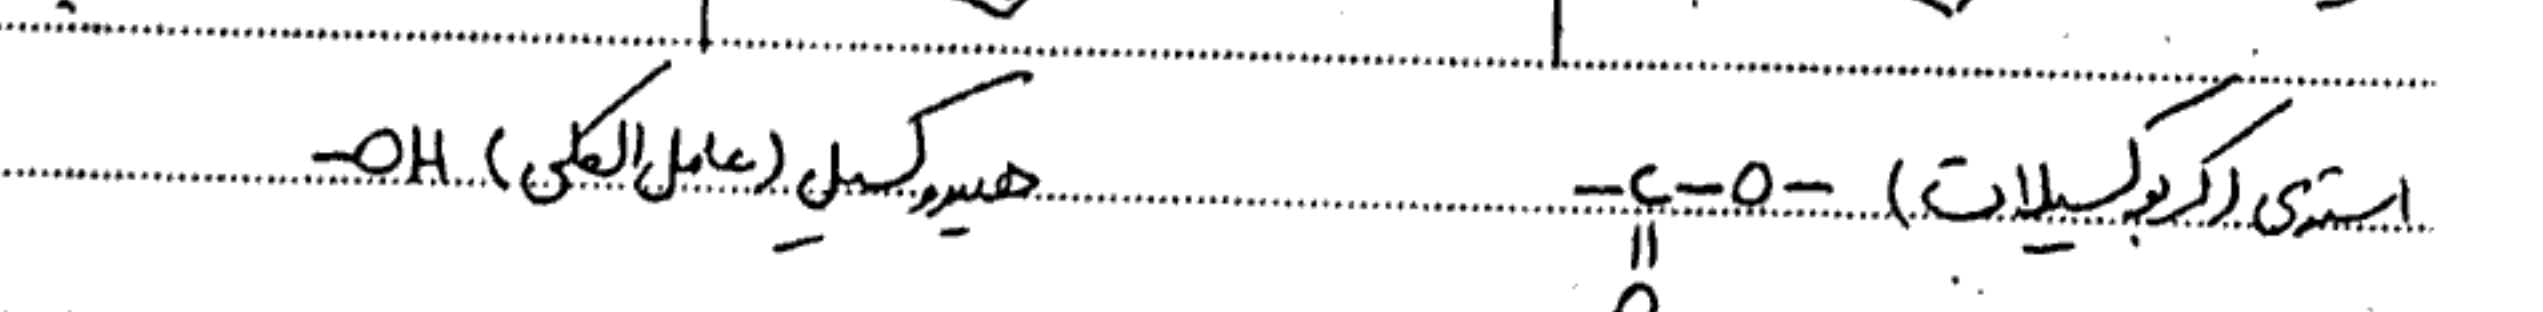 استری (کربوکسیلات) -C-O- هیدروکسیل (عامل الکلی) -OH
||
O